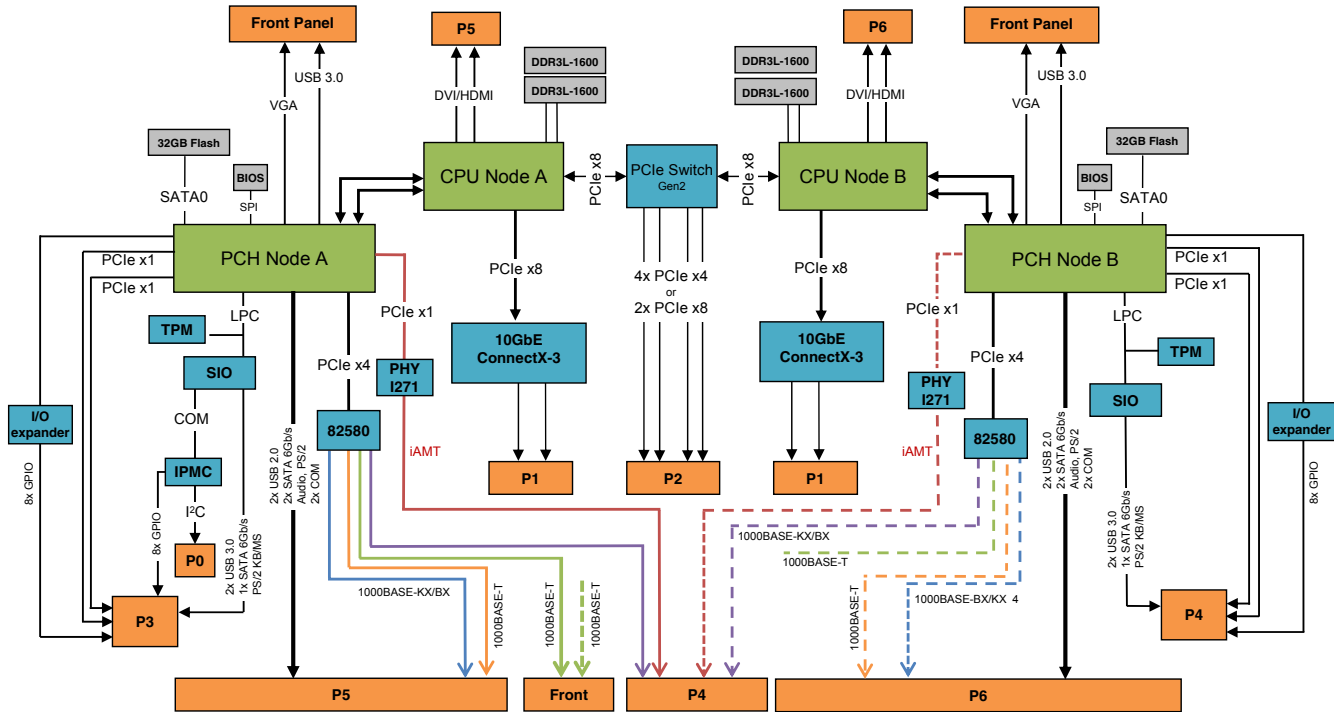 Front Panel
P5
P6
Front Panel
DDR3L-1600
DDR3L-1600
DDR3L-1600
DDR3L-1600
VGA
USB 3.0
DVI/HDMI
DVI/HDMI
VGA
USB 3.0
32GB Flash
BIOS
SATA0
SPI
CPU Node A
PCIe x8
PCIe Switch
Gen2
PCIe x8
CPU Node B
BIOS
32GB Flash
SPI
SATA0
PCH Node A
PCH Node B
PCIe x1
PCIe x1
PCIe x1
PCIe x1
PCIe x8
4x PCIe x4
or
2x PCIe x8
PCIe x8
LPC
PCIe x1
PCIe x1
LPC
TPM
SIO
PCIe x4
PHY
I271
10GbE
ConnectX-3
10GbE
ConnectX-3
PHY
I271
PCIe x4
TPM
SIO
I/O
expander
COM
82580
82580
I/O
expander
iAMT
iAMT
IPMC
I²C
P0
8x GPIO
8x GPIO
2x USB 3.0
1x SATA 6Gb/s
PS/2 KB/MS
2x USB 2.0
2x SATA 6Gb/s
Audio, PS/2
2x COM
P1
P2
P1
2x USB 2.0
2x SATA 6Gb/s
Audio, PS/2
2x COM
2x USB 3.0
1x SATA 6Gb/s
PS/2 KB/MS
8x GPIO
1000BASE-KX/BX
1000BASE-T
1000BASE-KX/BX
1000BASE-T
1000BASE-T
1000BASE-T
1000BASE-T
1000BASE-BX/KX 4
P3
P4
P5
Front
P4
P6